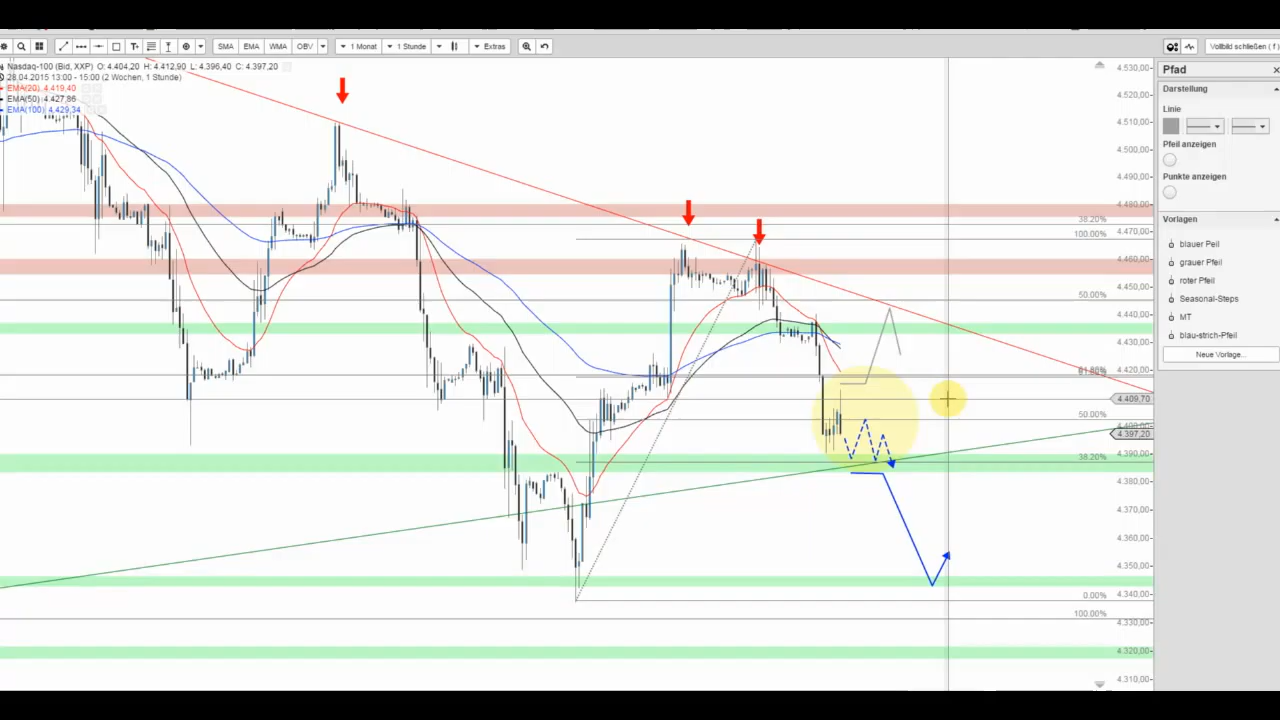 SMA EMA WMA OBV 1 Monat 1 Stunde Extras Vollbild schließen ( f )
Nasdaq-100 (Bid, XXP) O: 4.404,20 H: 4.412,90 L: 4.396,40 C: 4.397,20
28.04.2015 13:00 - 15:00 (2 Wochen, 1 Stunde)
EMA(20) 4.419,40
EMA(50) 4.427,86
EMA(100) 4.429,34
4.530,00
4.520,00
4.510,00
4.500,00
4.490,00
4.480,00
38.20%
4.470,00
100.00%
4.460,00
4.450,00
50.00%
4.440,00
4.430,00
4.420,00
4.409,70
50.00%
4.397,20
4.390,00
38.20%
4.380,00
4.370,00
4.360,00
4.350,00
4.340,00
0.00%
100.00%
4.330,00
4.320,00
4.310,00
Pfad
Darstellung
Linie
Pfeil anzeigen
Punkte anzeigen
Vorlagen
blauer Peil
grauer Pfeil
roter Pfeil
Seasonal-Steps
MT
blau-strich-Pfeil
Neue Vorlage...